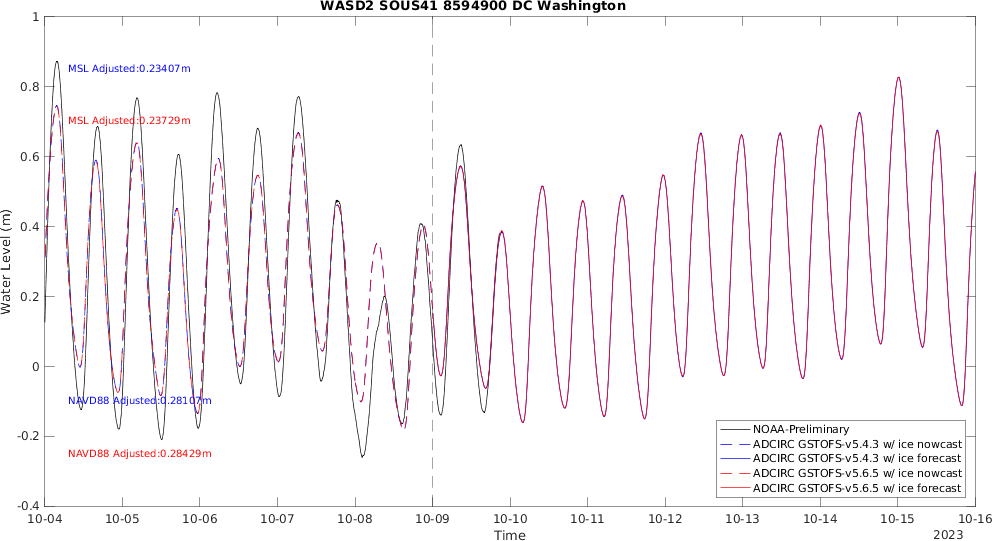 WASD2 SOUS41 8594900 DC Washington
1
0.8
0.6
0.4
0.2
0
-0.2
-0.4
Water Level (m)
MSL Adjusted:0.23407m
MSL Adjusted:0.23729m
NAVD88 Adjusted:0.28107m
NAVD88 Adjusted:0.28429m
NOAA-Preliminary
ADCIRC GSTOFS-v5.4.3 w/ ice nowcast
ADCIRC GSTOFS-v5.4.3 w/ ice forecast
ADCIRC GSTOFS-v5.6.5 w/ ice nowcast
ADCIRC GSTOFS-v5.6.5 w/ ice forecast
10-04 10-05 10-06 10-07 10-08 10-09 10-10 10-11 10-12 10-13 10-14 10-15 10-16
Time
2023